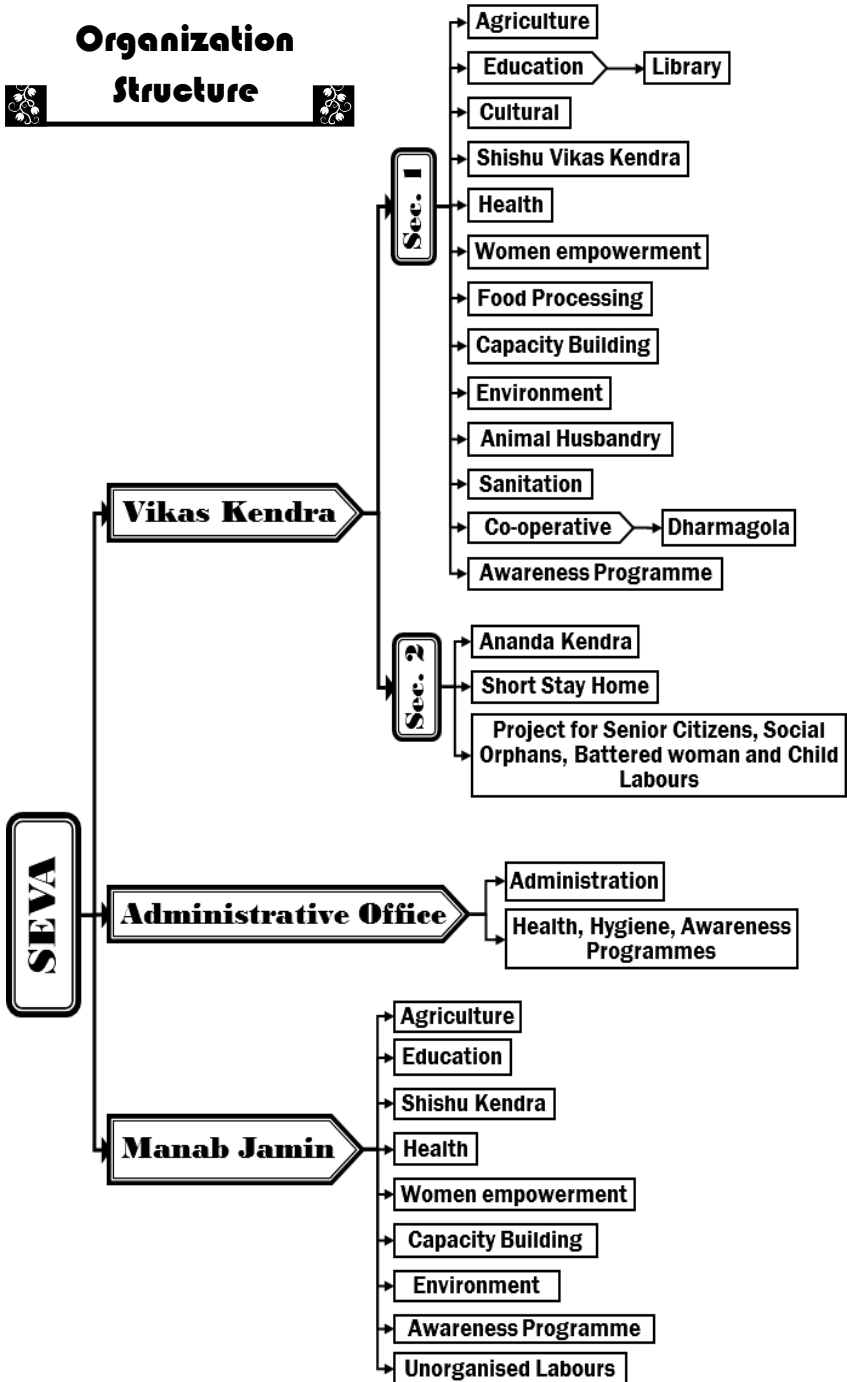 Organization
Structure
Agriculture
Education
Library
Cultural
Shishu Vikas Kendra
Sec. 1
Health
Women empowerment
Food Processing
Capacity Building
Environment
Animal Husbandry
Sanitation
Vikas Kendra
Co-operative
Dharmagola
Awareness Programme
Sec. 2
Ananda Kendra
Short Stay Home
Project for Senior Citizens, Social
Orphans, Battered woman and Child
Labours
SEVA
Administrative Office
Administration
Health, Hygiene, Awareness
Programmes
Manab Jamin
Agriculture
Education
Shishu Kendra
Health
Women empowerment
Capacity Building
Environment
Awareness Programme
Unorganised Labours